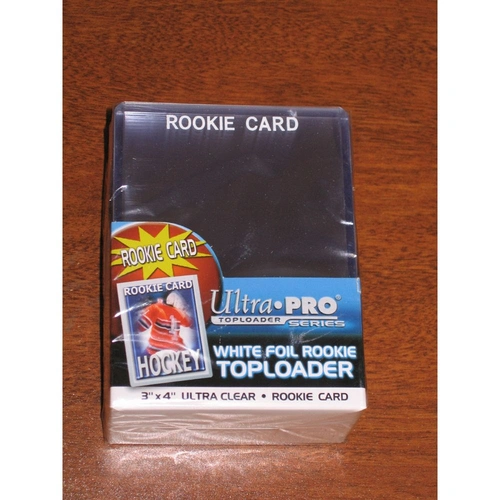 ROOKIE CARD
ROOKIE CARD
ROOKIE CARD
HOCKEY
Ultra•PRO®
TOPLOADER SERIES
WHITE FOIL ROOKIE
TOPLOADER
3"x4" ULTRA CLEAR • ROOKIE CARD